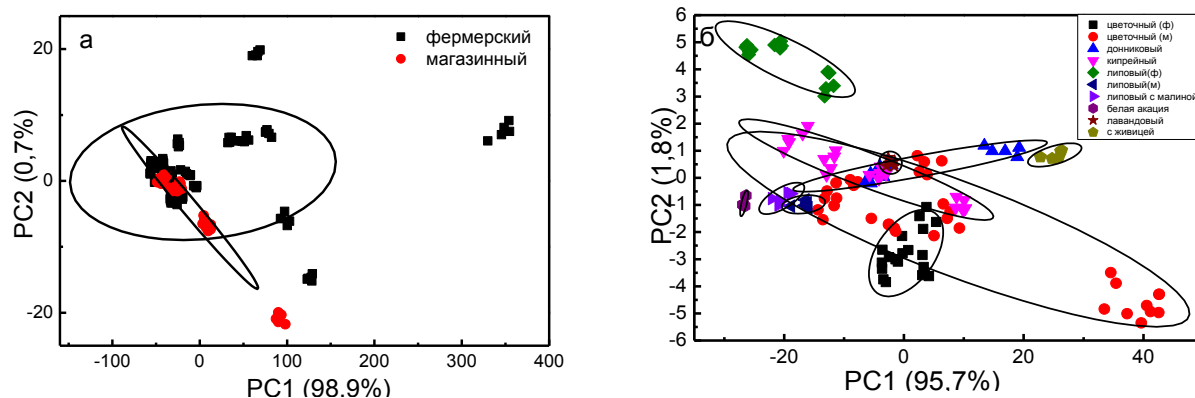 а
фермерский
магазинный
20
0
-20
PC2 (0,7%)
-100
0
100
200
300
400
PC1 (98,9%)
б
цветочный (ф)
цветочный (м)
донниковый
кипрейный
липовый(ф)
липовый(м)
липовый с малиной
белая акация
лавандовый
с живицей
6
5
4
3
2
1
0
-1
-2
-3
-4
-5
-6
PC2 (1,8%)
-20
0
20
40
PC1 (95,7%)